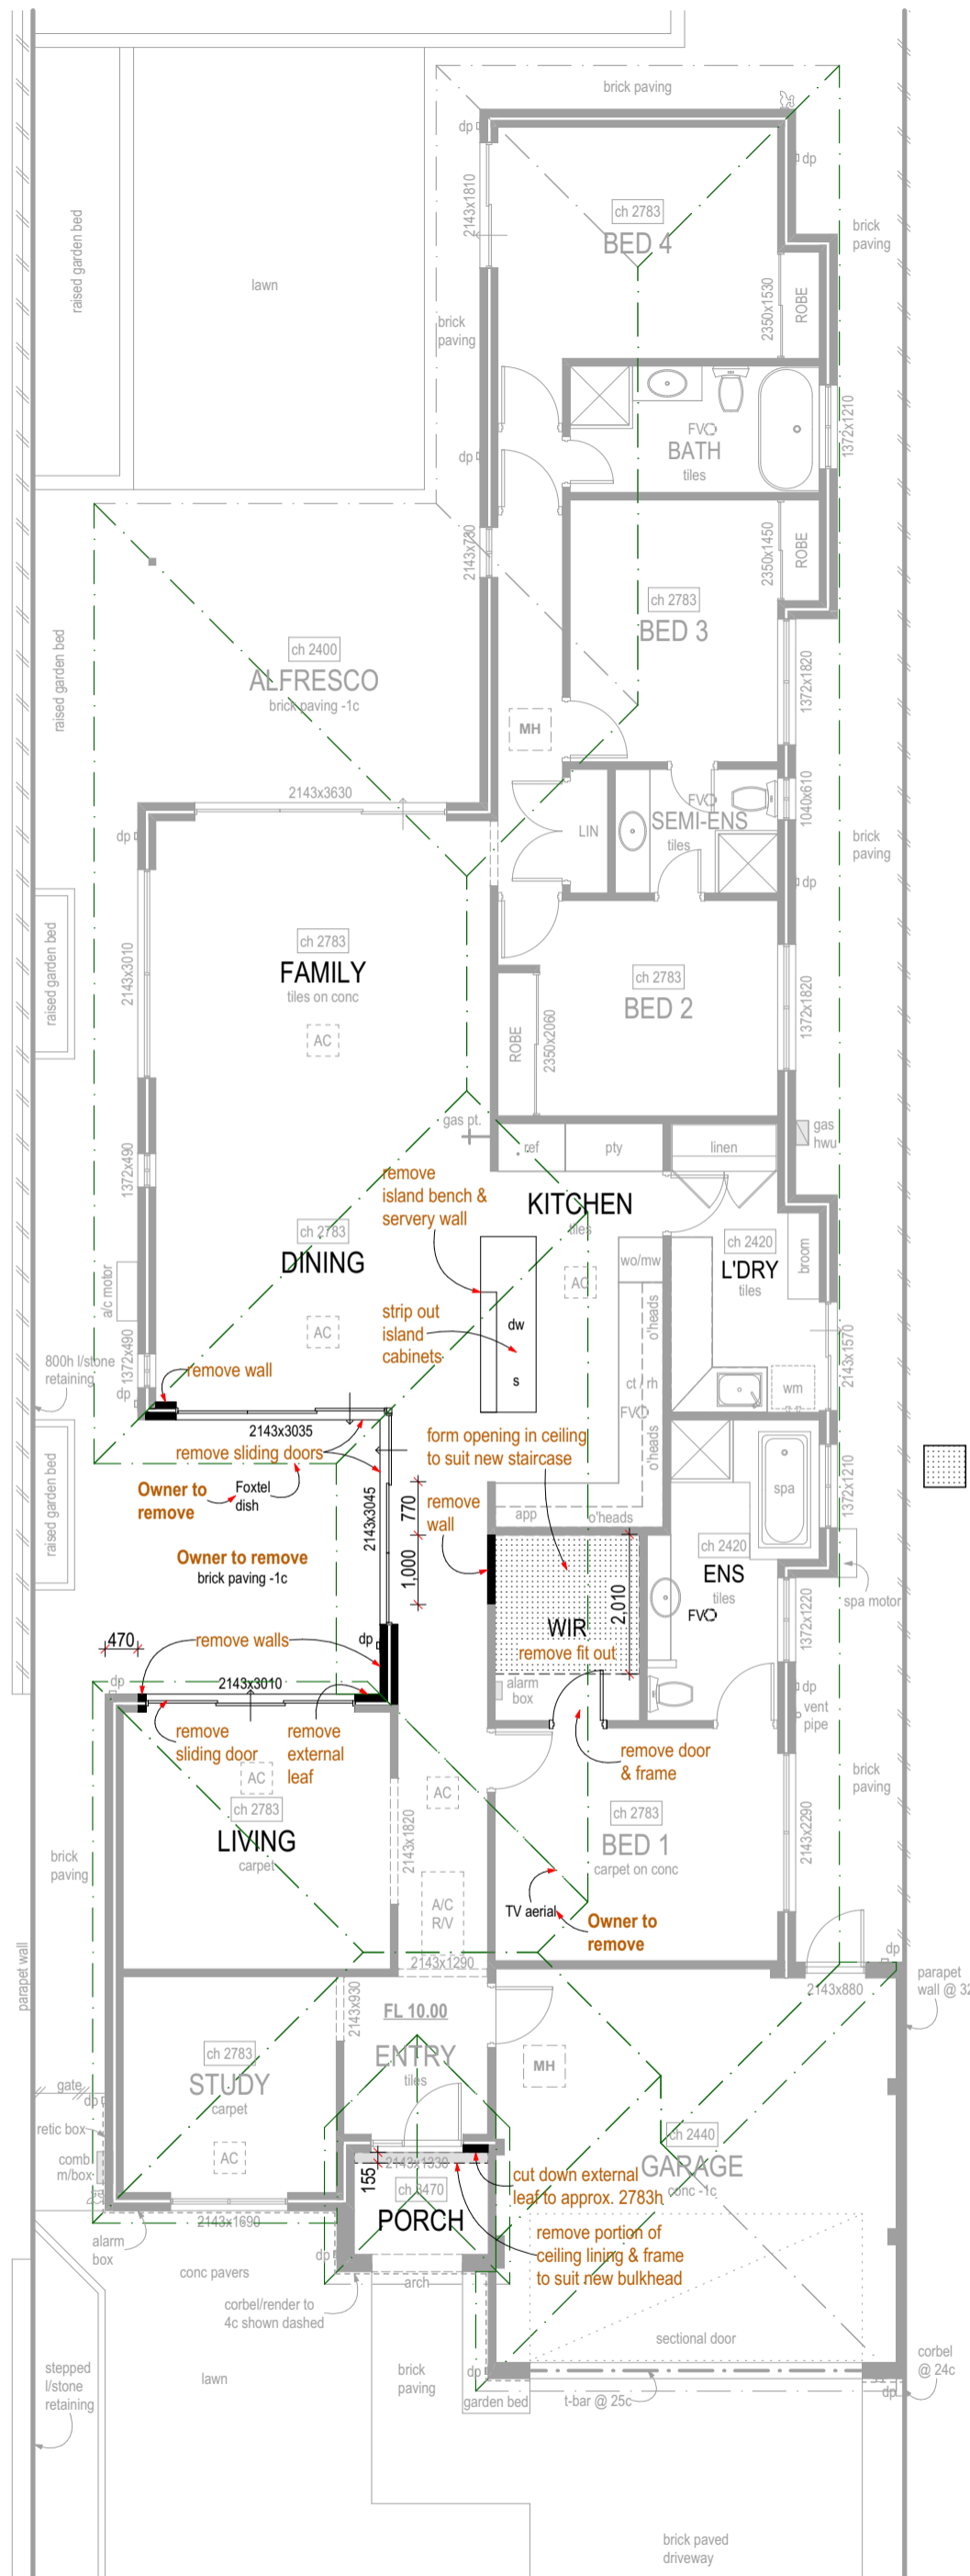 brick paving
dp
dp
2143x1810
ch 2783
BED 4
brick
paving
raised garden bed
lawn
2350x1530
ROBE
brick
paving
FV
BATH
tiles
1372x1210
dp
2143x730
2350x1450
ROBE
ch 2783
BED 3
ch 2400
ALFRESCO
brick paving -1c
raised garden bed
1372x1820
MH
2143x3630
FV
SEMI-ENS
tiles
LIN
1040x610
dp
brick
paving
dp
raised garden bed
2143x3010
ch 2783
FAMILY
tiles on conc
AC
ch 2783
BED 2
1372x1820
ROBE
2350x2060
gas pt.
ref
pty
linen
gas
hwu
1372x490
remove
island bench &
servery wall
KITCHEN
tiles
ch 2783
DINING
ch 2420
L'DRY
tiles
broom
wo/mw
AC
a/c motor
AC
dw
s
strip out
island
cabinets
o'heads
ct / rh
FV
o'heads
wm
2143x1570
800h l/stone
retaining
1372x490
dp
remove wall
2143x3035
remove sliding doors
form opening in ceiling
to suit new staircase
Owner to
remove
Foxtel
dish
2143x3045
770
remove
wall
1,000
app
o'heads
spa
1372x1210
raised garden bed
Owner to remove
brick paving -1c
ch 2420
ENS
tiles
FV
spa motor
WIR
remove fit out
2,010
1372x1220
470
remove walls
dp
dp
2143x3010
alarm
box
dp
vent
pipe
remove
sliding door
remove
external
leaf
remove door
& frame
AC
ch 2783
LIVING
carpet
AC
2143x1820
ch 2783
BED 1
carpet on conc
2143x2290
brick
paving
brick
paving
A/C
R/V
TV aerial
Owner to
remove
parapet wall
2143x1290
dp
2143x880
parapet
wall @ 32
2143x930
FL 10.00
ENTRY
tiles
MH
ch 2783
STUDY
carpet
AC
gate
dp
retic box
comb
m/box
ch 2440
GARAGE
conc -1c
2143x1330
155
ch 3470
PORCH
cut down external
leaf to approx. 2783h
remove portion of
ceiling lining & frame
to suit new bulkhead
2143x1690
alarm
box
conc pavers
dp
arch
corbel/render to
4c shown dashed
sectional door
stepped
l/stone
retaining
lawn
brick
paving
dp
garden bed
t-bar @ 25c
dp
corbel
@ 24c
brick paved
driveway